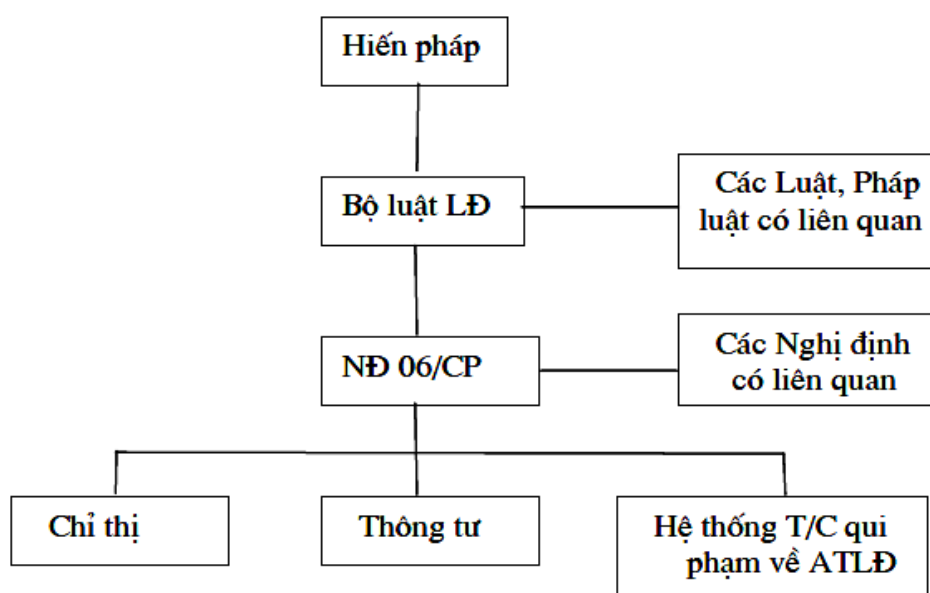 Hiến pháp
Bộ luật LĐ
Các Luật, Pháp
luật có liên quan
NĐ 06/CP
Các Nghị định
có liên quan
Chỉ thị
Thông tư
Hệ thống T/C qui
phạm về ATLĐ